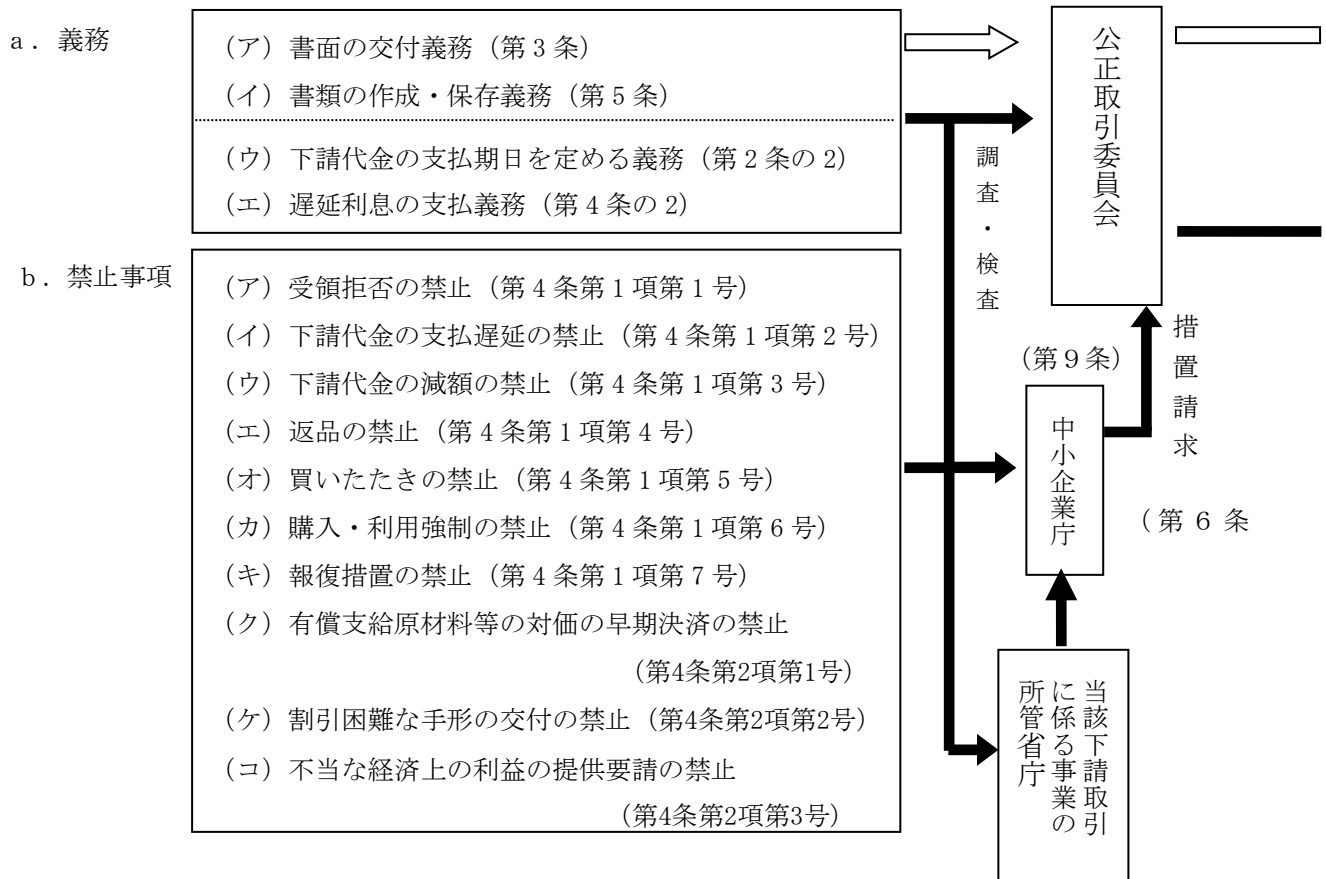 a．義務
（ア）書面の交付義務（第３条）
（イ）書類の作成・保存義務（第５条）
（ウ）下請代金の支払期日を定める義務（第２条の２）
（エ）遅延利息の支払義務（第４条の２）
b．禁止事項
（ア）受領拒否の禁止（第４条第１項第１号）
（イ）下請代金の支払遅延の禁止（第４条第１項第２号）
（ウ）下請代金の減額の禁止（第４条第１項第３号）
（エ）返品の禁止（第４条第１項第４号）
（オ）買いたたきの禁止（第４条第１項第５号）
（カ）購入・利用強制の禁止（第４条第１項第６号）
（キ）報復措置の禁止（第４条第１項第７号）
（ク）有償支給原材料等の対価の早期決済の禁止
（第4条第2項第1号）
（ケ）割引困難な手形の交付の禁止（第4条第2項第2号）
（コ）不当な経済上の利益の提供要請の禁止
（第4条第2項第3号）
調査・検査
公正取引委員会
（第９条）
措置請求
中小企業庁
（第６条
当該下請取引
に係る事業の
所管省庁